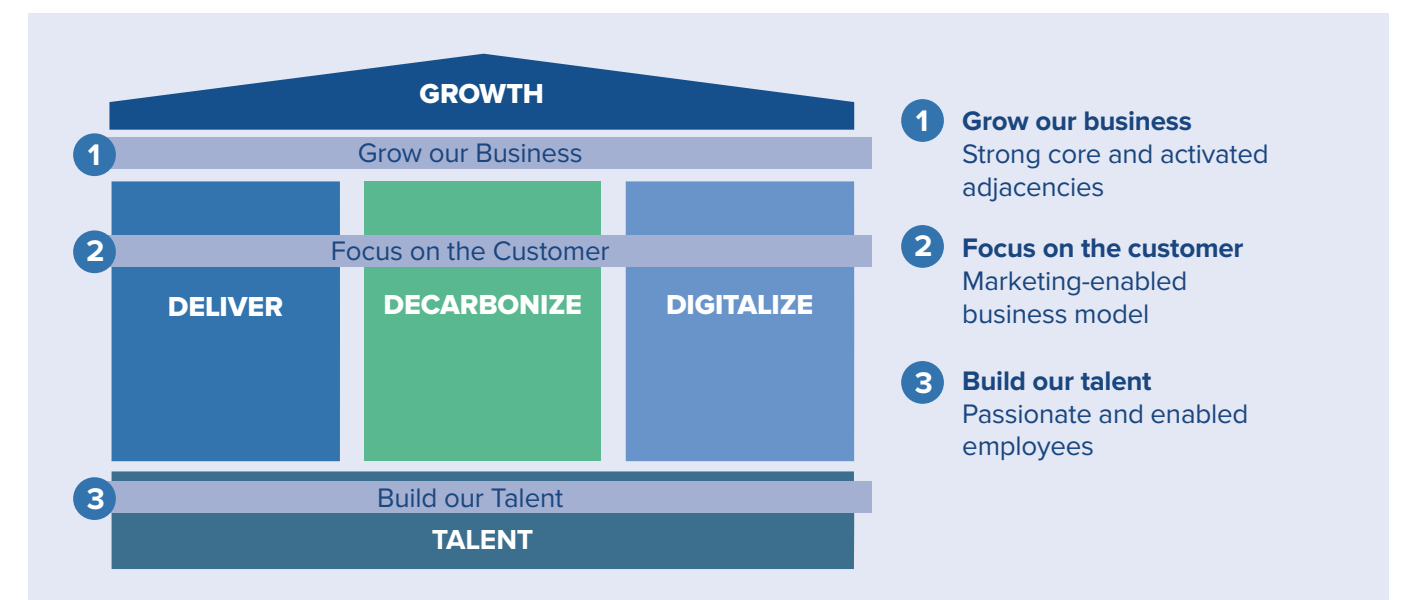 GROWTH
1
Grow our Business
2
Focus on the Customer
DELIVER
DECARBONIZE
DIGITALIZE
3
Build our Talent
TALENT
1
Grow our business
Strong core and activated
adjacencies
2
Focus on the customer
Marketing-enabled
business model
3
Build our talent
Passionate and enabled
employees